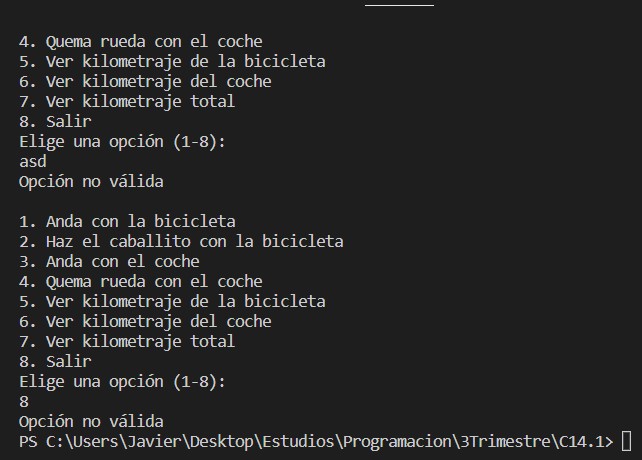 4. Quema rueda con el coche
5. Ver kilometraje de la bicicleta
6. Ver kilometraje del coche
7. Ver kilometraje total
8. Salir
Elige una opción (1-8):
asd
Opción no válida
1. Anda con la bicicleta
2. Haz el caballito con la bicicleta
3. Anda con el coche
4. Quema rueda con el coche
5. Ver kilometraje de la bicicleta
6. Ver kilometraje del coche
7. Ver kilometraje total
8. Salir
Elige una opción (1-8):
8
Opción no válida
PS C:\Users\Javier\Desktop\Estudios\Programacion\3Trimestre\C14.1>